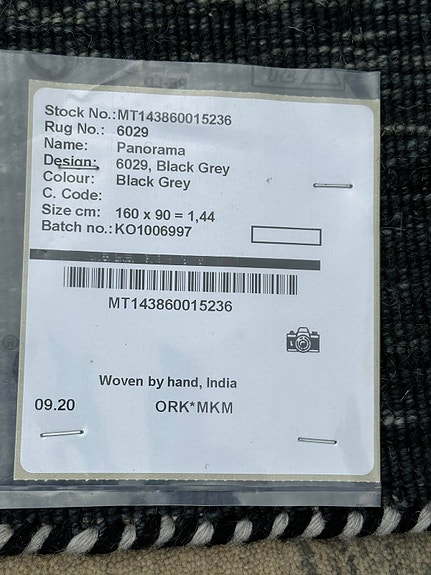 Stock No.:MT143860015236
Rug No.: 6029
Name: Panorama
Design: 6029, Black Grey
Colour: Black Grey
C. Code:
Size cm: 160 x 90 = 1,44
Batch no.:KO1006997
MT143860015236
Woven by hand, India
09.20 ORK*MKM